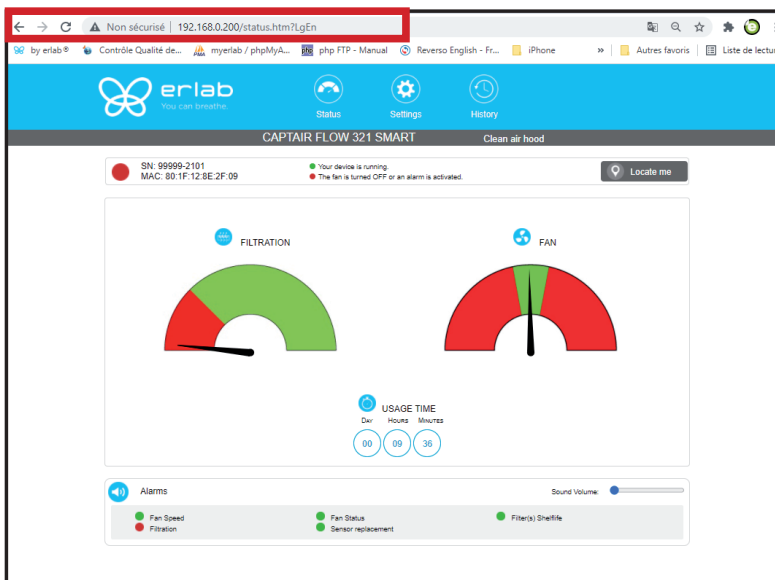 Non sécurisé | 192.168.0.200/status.htm?LgEn
by erlab® Contrôle Qualité de... myerlab / phpMyA... php FTP - Manual Reverso English - Fr... iPhone » Autres favoris Liste de lectu
erlab
You can breathe.
Status Settings History
CAPTAIR FLOW 321 SMART Clean air hood
SN: 99999-2101
MAC: 80:1F:12:8E:2F:09
Your device is running.
The fan is turned OFF or an alarm is activated.
Locate me
FILTRATION
FAN
USAGE TIME
Day Hours Minutes
00 09 36
Alarms
Sound Volume:
Fan Speed Fan Status Filter(s) Shelflife
Filtration Sensor replacement